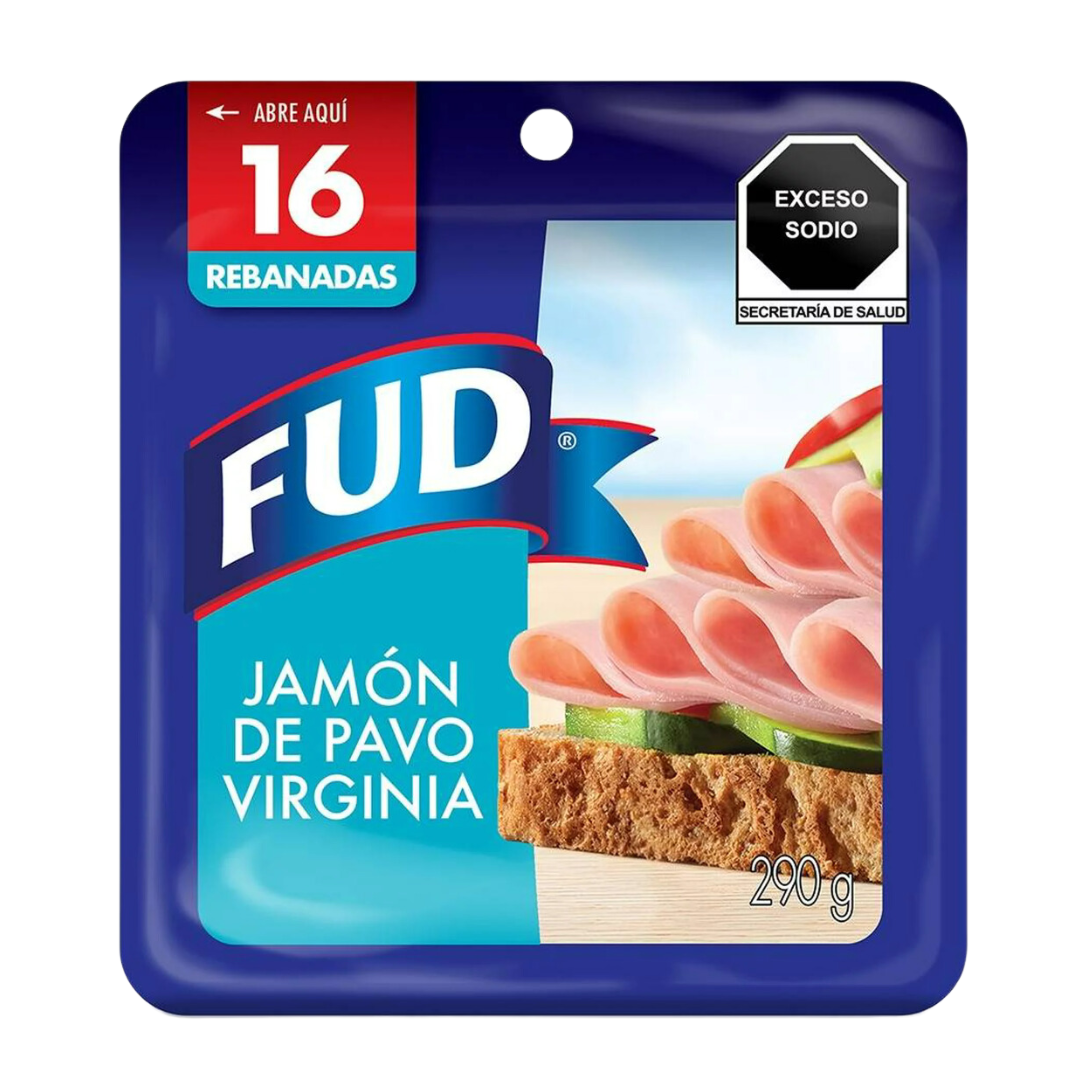 ABRE AQUÍ
16
REBANADAS
EXCESO
SODIO
SECRETARÍA DE SALUD
FUD®
JAMÓN
DE PAVO
VIRGINIA
290 g